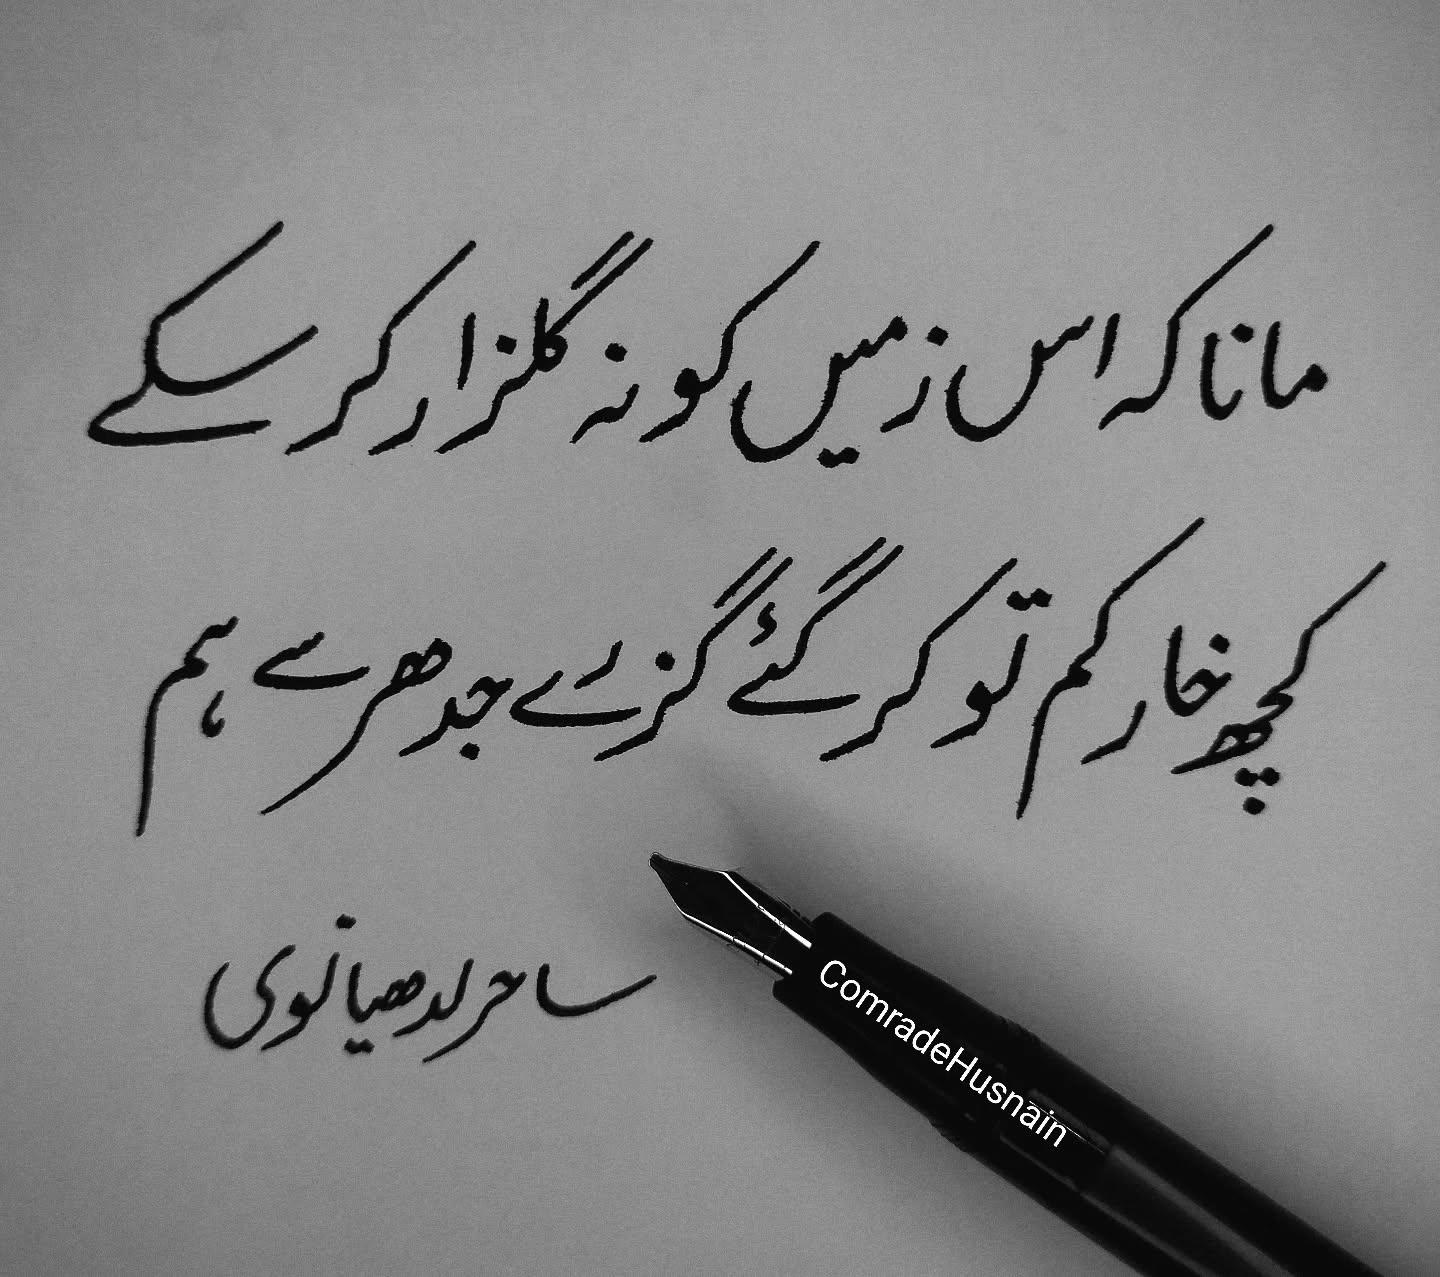 مانا کہ اس زمیں کو نہ گلزار کر سکے
کچھ خار کم تو کر گئے گزرے جدھر سے ہم
ساحر لدھیانوی
ComradeHusnain